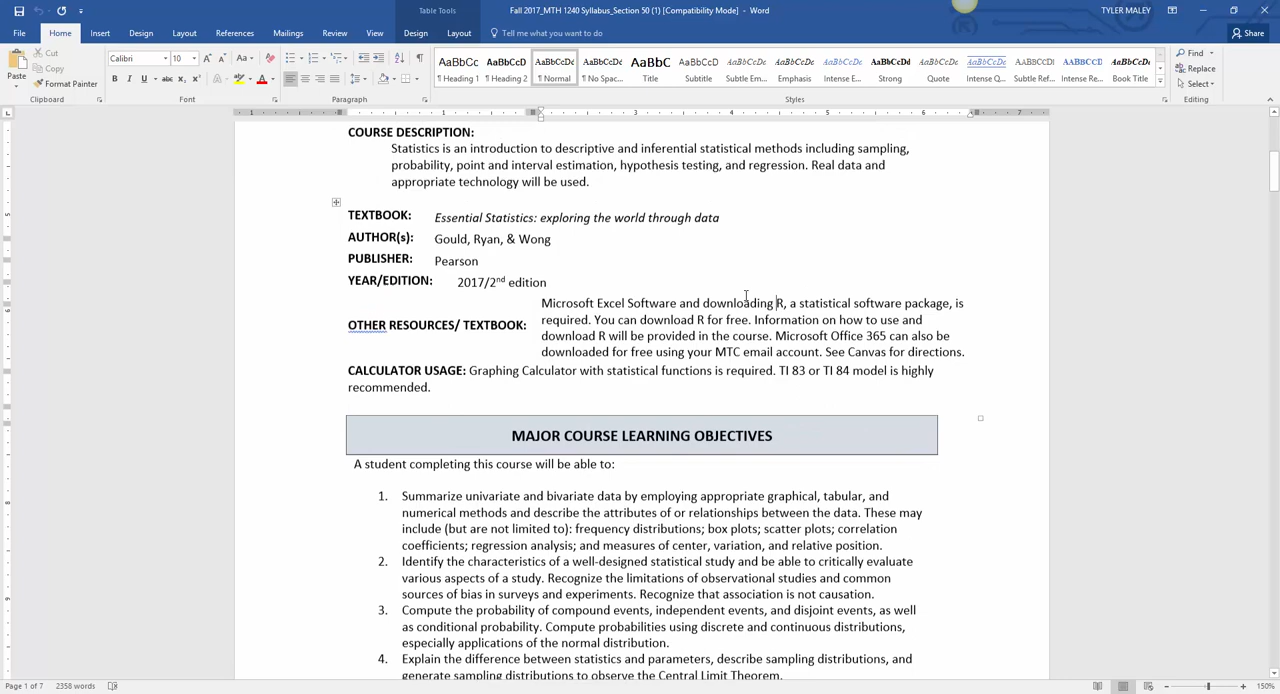 Table Tools
Fall 2017_MTH 1240 Syllabus_Section 50 (1) [Compatibility Mode] - Word
TYLER MALEY
File Home Insert Design Layout References Mailings Review View Design Layout Tell me what you want to do
Share
Paste
Cut
Copy
Format Painter
Calibri 10
Clipboard Font Paragraph Styles Editing
AaBbCc AaBbCc AaBbCcDc AaBbCcDc AaBbC AaBbCcD AaBbCcDc AaBbCcDc AaBbCcDc AaBbCcDc AaBbCcDc AaBbCcDc AaBbCcDc AABBCCDC AaBbCcDc
Heading 1 Heading 2 ¶ Normal ¶ No Spac... Title Subtitle Subtle Em... Emphasis Intense E... Strong Quote Intense Q... Subtle Ref... Intense Re... Book Title
Find
Replace
Select
COURSE DESCRIPTION:
Statistics is an introduction to descriptive and inferential statistical methods including sampling,
probability, point and interval estimation, hypothesis testing, and regression. Real data and
appropriate technology will be used.
TEXTBOOK: Essential Statistics: exploring the world through data
AUTHOR(s): Gould, Ryan, & Wong
PUBLISHER: Pearson
YEAR/EDITION: 2017/2nd edition
OTHER RESOURCES/ TEXTBOOK:
Microsoft Excel Software and downloading R, a statistical software package, is
required. You can download R for free. Information on how to use and
download R will be provided in the course. Microsoft Office 365 can also be
downloaded for free using your MTC email account. See Canvas for directions.
CALCULATOR USAGE: Graphing Calculator with statistical functions is required. TI 83 or TI 84 model is highly
recommended.
MAJOR COURSE LEARNING OBJECTIVES
A student completing this course will be able to:
1. Summarize univariate and bivariate data by employing appropriate graphical, tabular, and
numerical methods and describe the attributes of or relationships between the data. These may
include (but are not limited to): frequency distributions; box plots; scatter plots; correlation
coefficients; regression analysis; and measures of center, variation, and relative position.
2. Identify the characteristics of a well-designed statistical study and be able to critically evaluate
various aspects of a study. Recognize the limitations of observational studies and common
sources of bias in surveys and experiments. Recognize that association is not causation.
3. Compute the probability of compound events, independent events, and disjoint events, as well
as conditional probability. Compute probabilities using discrete and continuous distributions,
especially applications of the normal distribution.
4. Explain the difference between statistics and parameters, describe sampling distributions, and
generate sampling distributions to observe the Central Limit Theorem.
Page 1 of 7 2358 words
150%